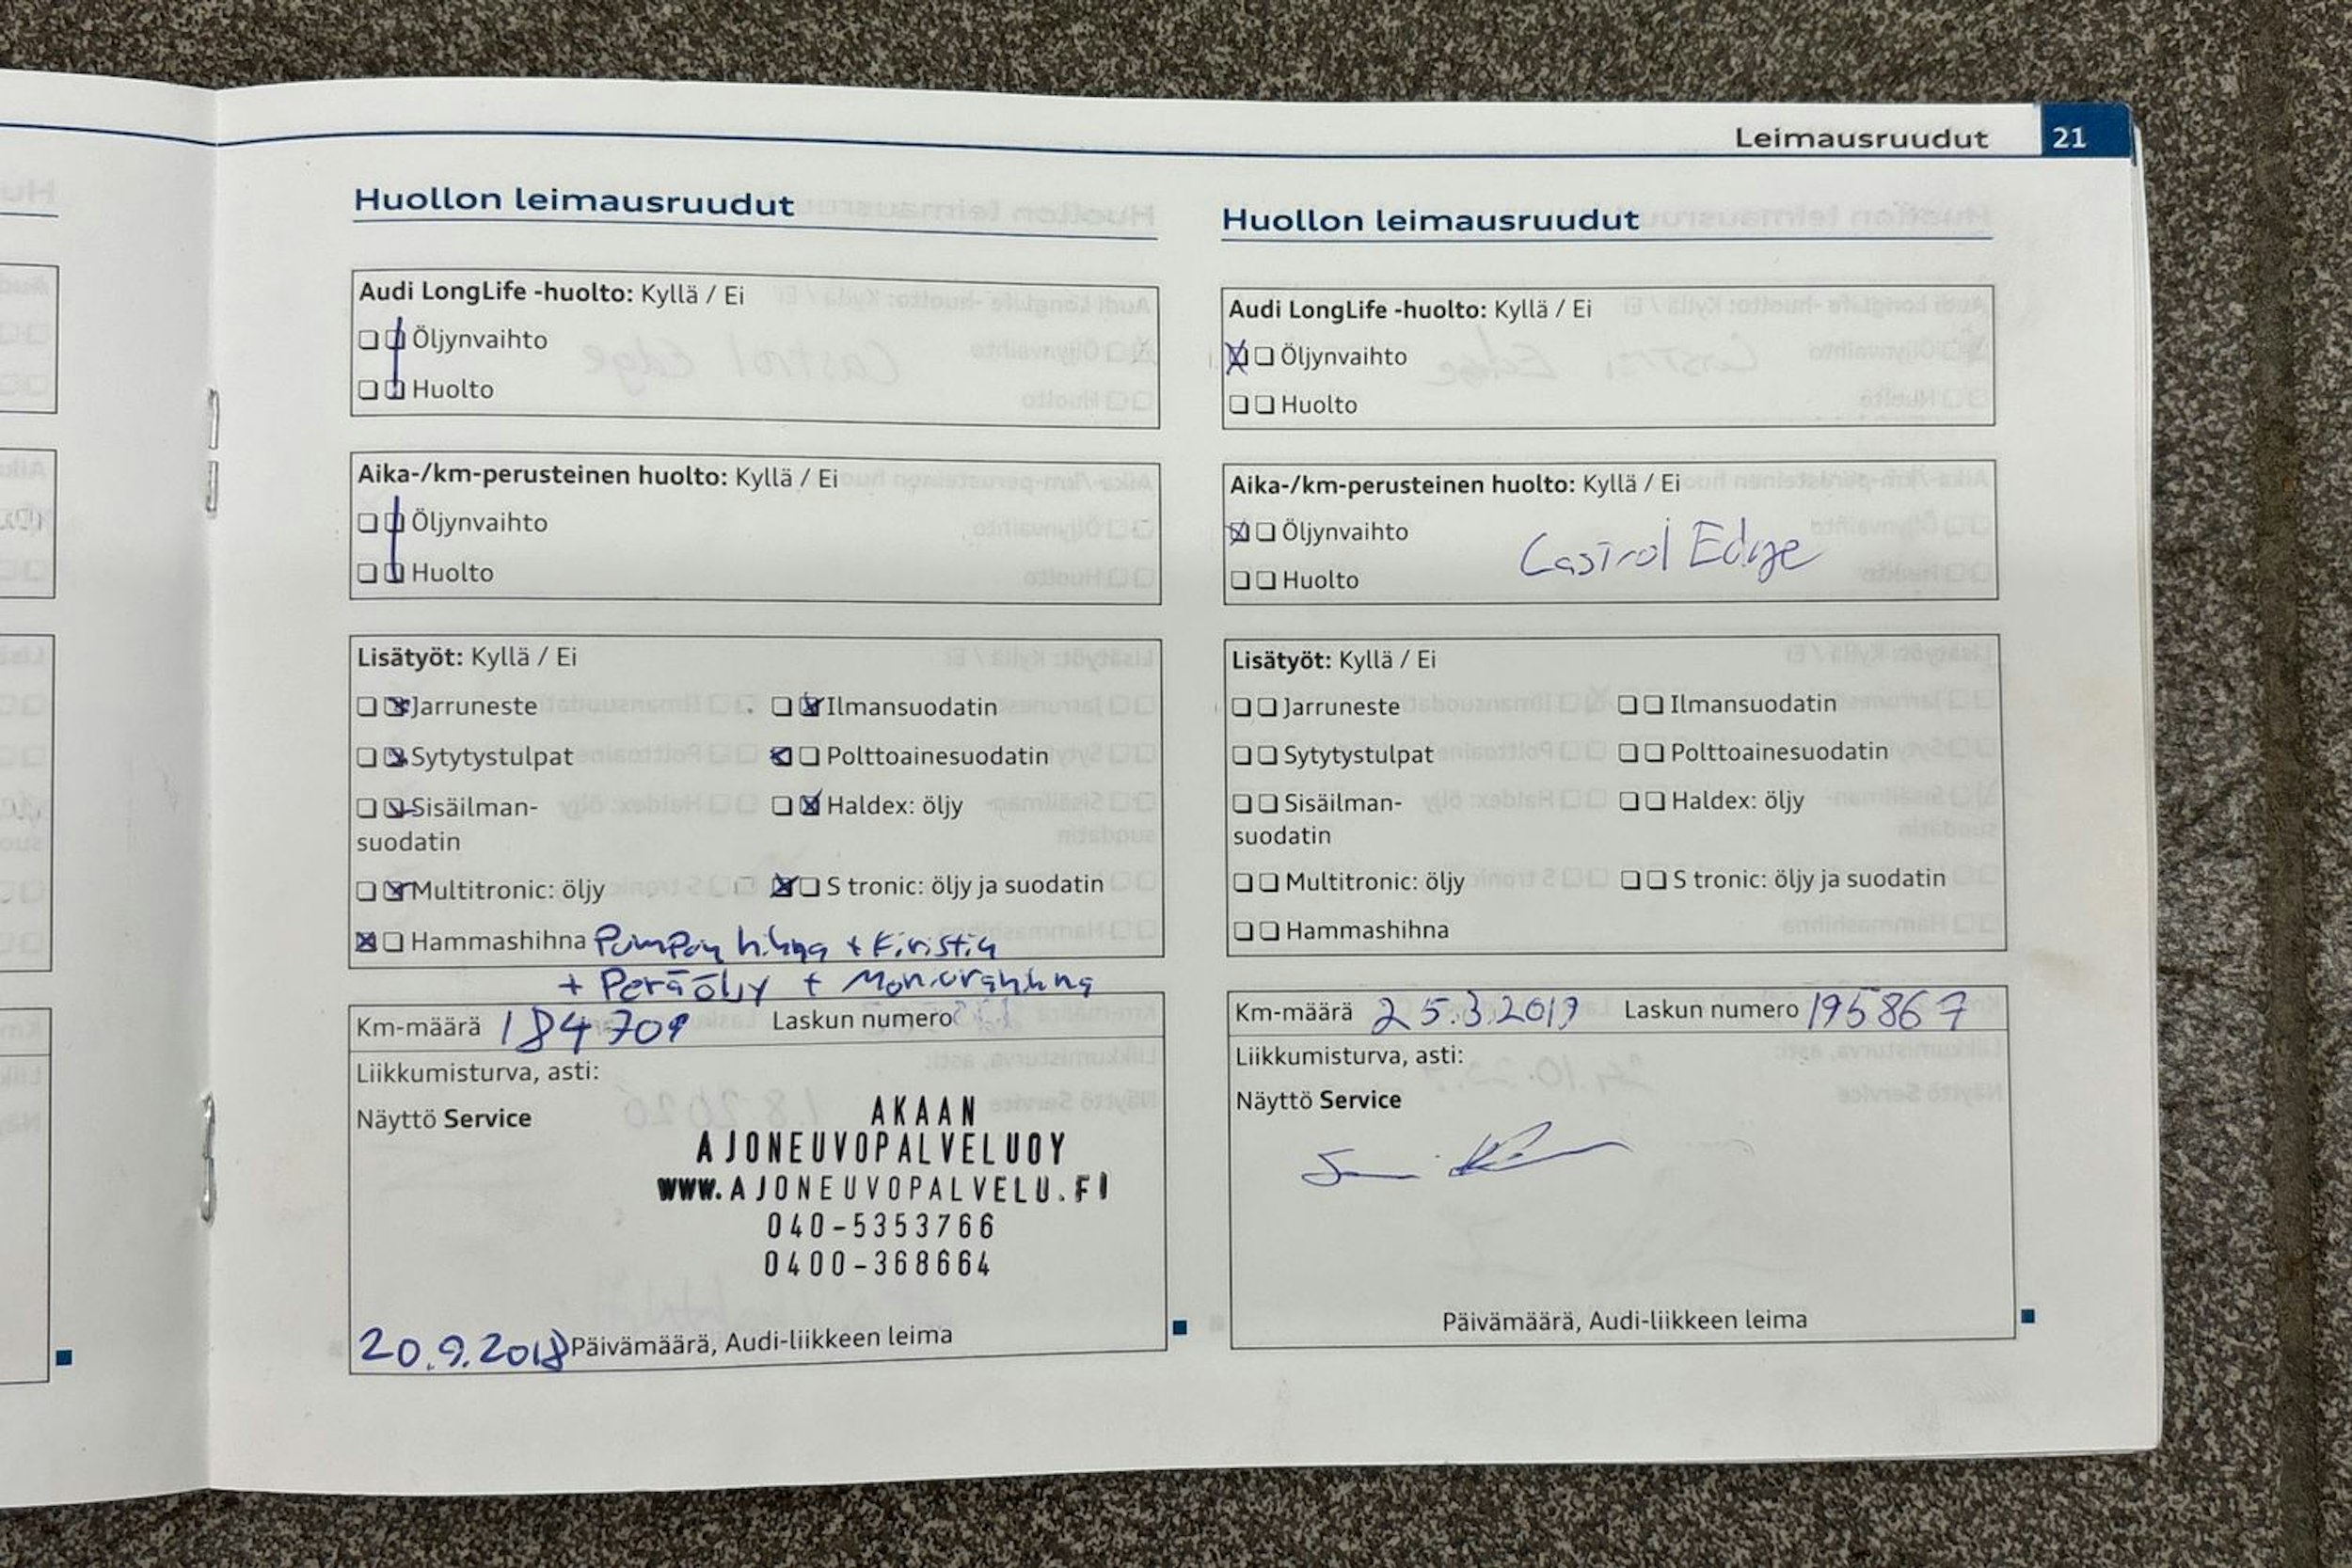 Leimausruudut 21
Huollon leimausruudut
Audi LongLife -huolto: Kyllä / Ei
Öljynvaihto
Huolto
Aika-/km-perusteinen huolto: Kyllä / Ei
Öljynvaihto
Huolto
Lisätyöt: Kyllä / Ei
Jarruneste Ilmansuodatin
Sytytystulpat Polttoainesuodatin
Sisäilman- Haldex: öljy
suodatin
Multitronic: öljy S tronic: öljy ja suodatin
Hammashihna Pumpun hihna + Kiristin
+ Peräöljy + Moniurahihna
Km-määrä 184709 Laskun numero
Liikkumisturva, asti:
Näyttö Service
AKAAN
AJONEUVOPALVELUOY
WWW.AJONEUVOPALVELU.FI
040-5353766
0400-368664
20.9.2018 Päivämäärä, Audi-liikkeen leima
Huollon leimausruudut
Audi LongLife -huolto: Kyllä / Ei
Öljynvaihto
Huolto
Aika-/km-perusteinen huolto: Kyllä / Ei
Öljynvaihto
Castrol Edge
Huolto
Lisätyöt: Kyllä / Ei
Jarruneste Ilmansuodatin
Sytytystulpat Polttoainesuodatin
Sisäilman- Haldex: öljy
suodatin
Multitronic: öljy S tronic: öljy ja suodatin
Hammashihna
Km-määrä 25.3.2019 Laskun numero 195867
Liikkumisturva, asti:
Näyttö Service
Päivämäärä, Audi-liikkeen leima